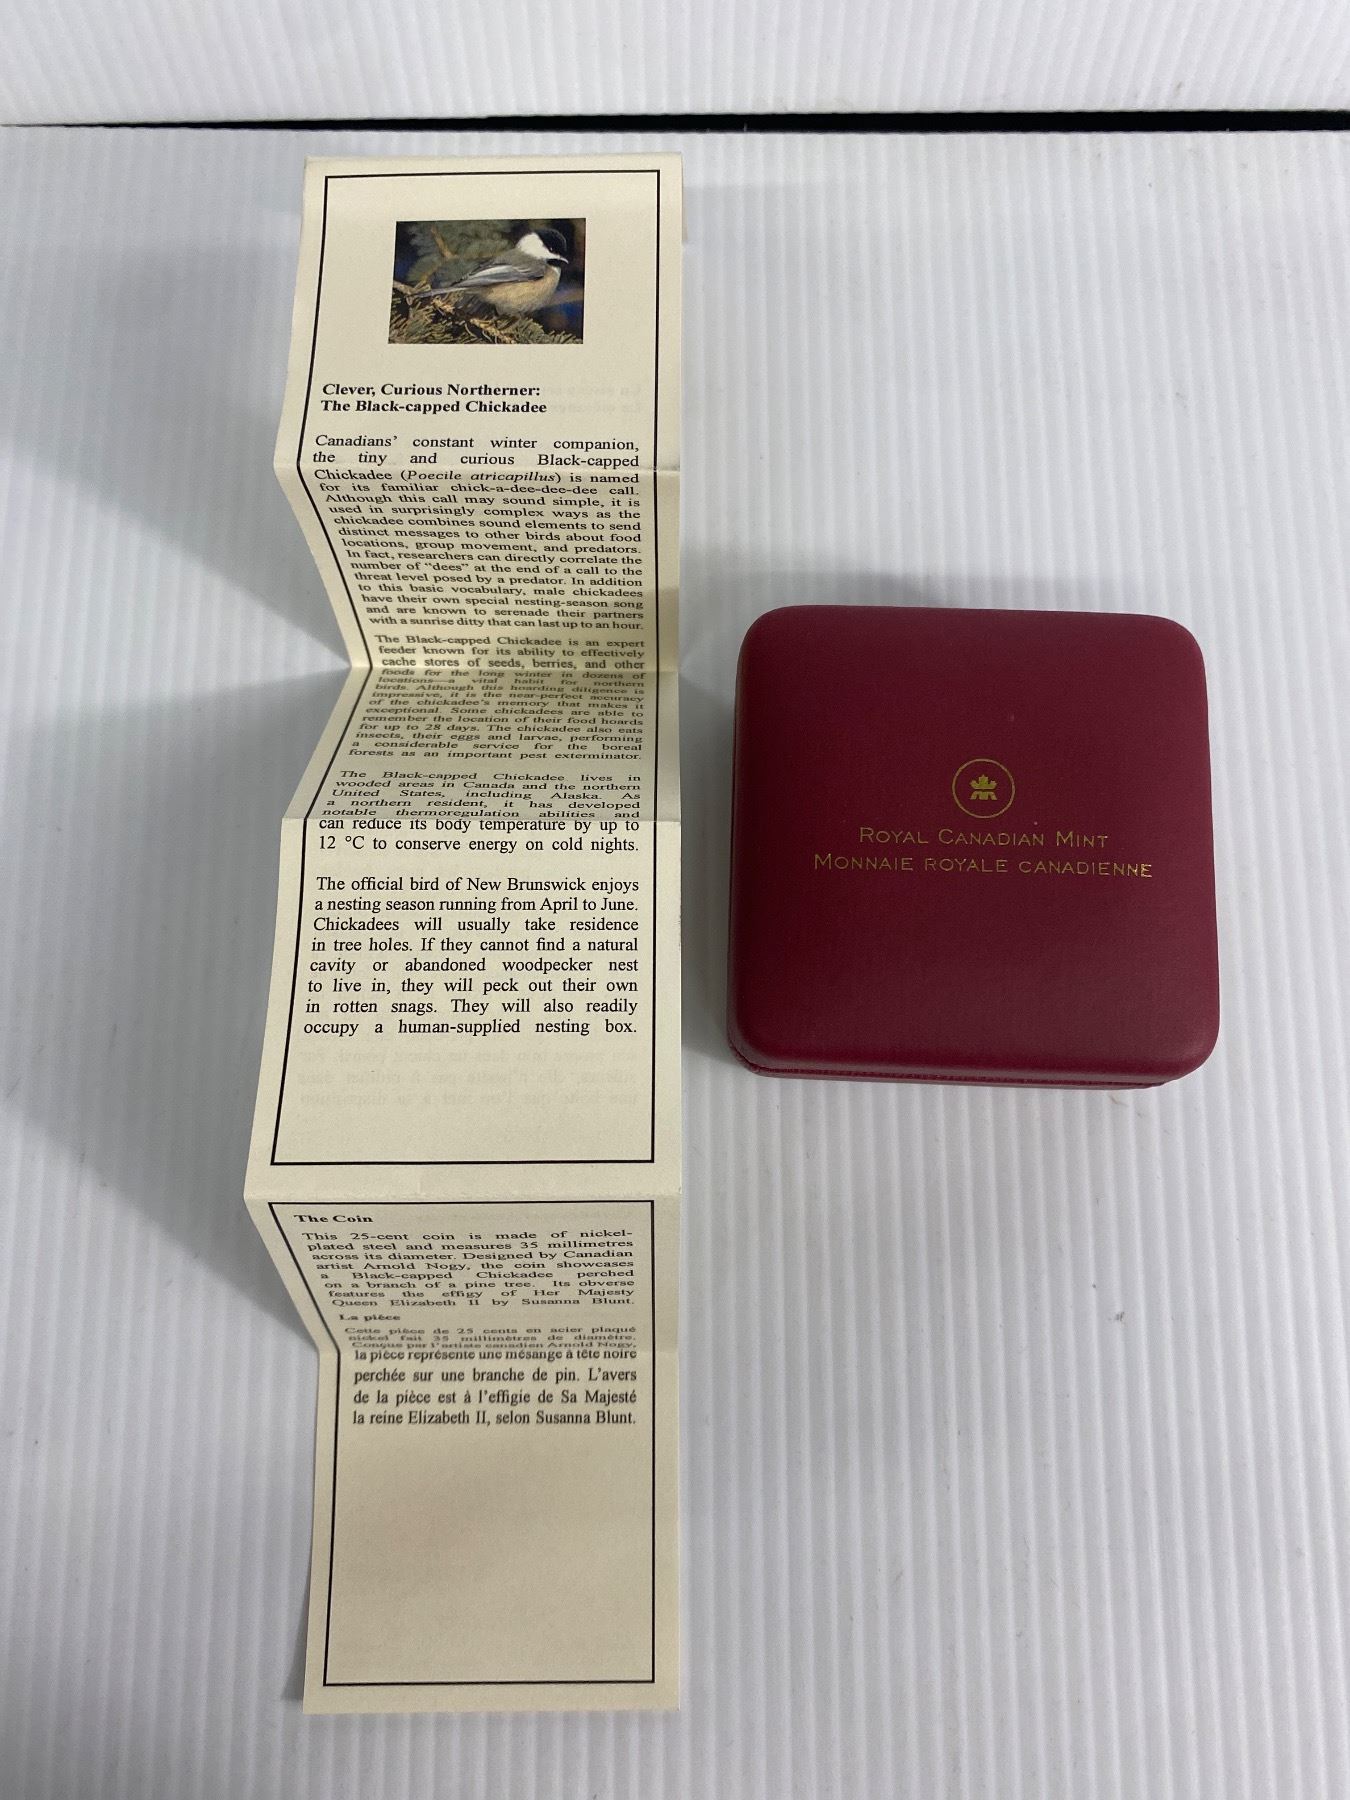 Clever, Curious Northerner:
The Black-capped Chickadee
Canadians' constant winter companion,
the tiny and curious Black-capped
Chickadee (Poecile atricapillus) is named
for its familiar chick-a-dee-dee-dee call.
Although this call may sound simple, it is
used in surprisingly complex ways as the
chickadee combines sound elements to send
distinct messages to other birds about food
locations, group movement, and predators.
In fact, researchers can directly correlate the
number of "dees" at the end of a call to the
threat level posed by a predator. In addition
to this basic vocabulary, male chickadees
have their own special nesting-season song
and are known to serenade their partners
with a sunrise ditty that can last up to an hour.
The Black-capped Chickadee is an expert
feeder known for its ability to effectively
cache stores of seeds, berries, and other
foods for the long winter in dozens of
locations—a vital habit for northern
birds. Although this hoarding diligence is
impressive, it is the near-perfect accuracy
of the chickadee's memory that makes it
exceptional. Some chickadees are able to
remember the location of their food hoards
for up to 28 days. The chickadee also eats
insects, their eggs and larvae, performing
a considerable service for the boreal
forests as an important pest exterminator.
The Black-capped Chickadee lives in
wooded areas in Canada and the northern
United States, including Alaska. As
a northern resident, it has developed
notable thermoregulation abilities and
can reduce its body temperature by up to
12 °C to conserve energy on cold nights.
The official bird of New Brunswick enjoys
a nesting season running from April to June.
Chickadees will usually take residence
in tree holes. If they cannot find a natural
cavity or abandoned woodpecker nest
to live in, they will peck out their own
in rotten snags. They will also readily
occupy a human-supplied nesting box.
The Coin
This 25-cent coin is made of nickel-
plated steel and measures 35 millimetres
across its diameter. Designed by Canadian
artist Arnold Nogy, the coin showcases
a Black-capped Chickadee perched
on a branch of a pine tree. Its obverse
features the effigy of Her Majesty
Queen Elizabeth II by Susanna Blunt.
La pièce
Cette pièce de 25 cents en acier plaqué
nickel fait 35 millimètres de diamètre.
Conçue par l'artiste canadien Arnold Nogy,
la pièce représente une mésange à tête noire
perchée sur une branche de pin. L'avers
de la pièce est à l'effigie de Sa Majesté
la reine Elizabeth II, selon Susanna Blunt.
ROYAL CANADIAN MINT
MONNAIE ROYALE CANADIENNE